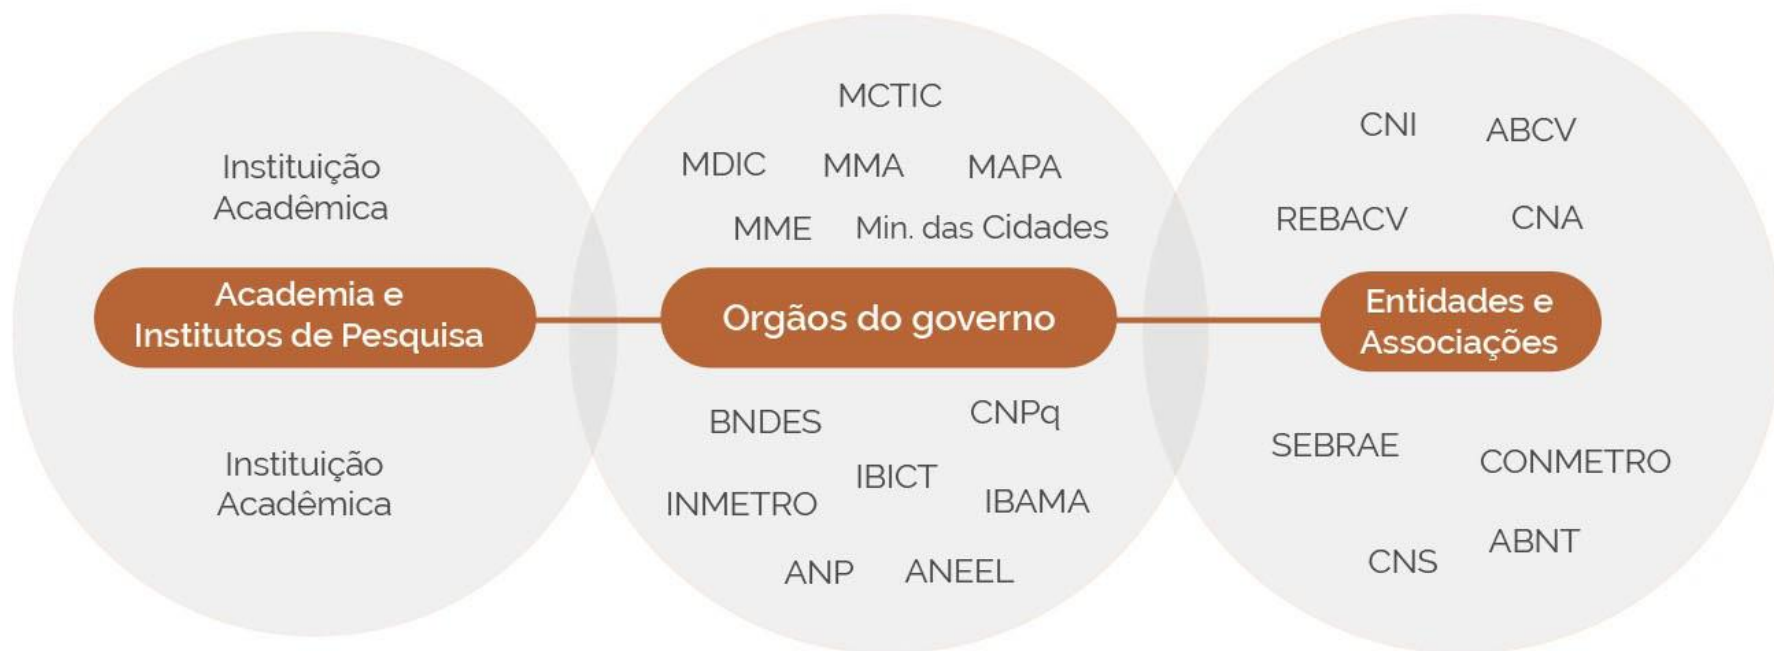 Instituição
Acadêmica
Academia e
Institutos de Pesquisa
Instituição
Acadêmica
MCTIC
MDIC MMA MAPA
MME Min. das Cidades
Orgãos do governo
BNDES CNPq
IBICT
INMETRO IBAMA
ANP ANEEL
CNI ABCV
REBACV CNA
Entidades e
Associações
SEBRAE CONMETRO
ABNT
CNS